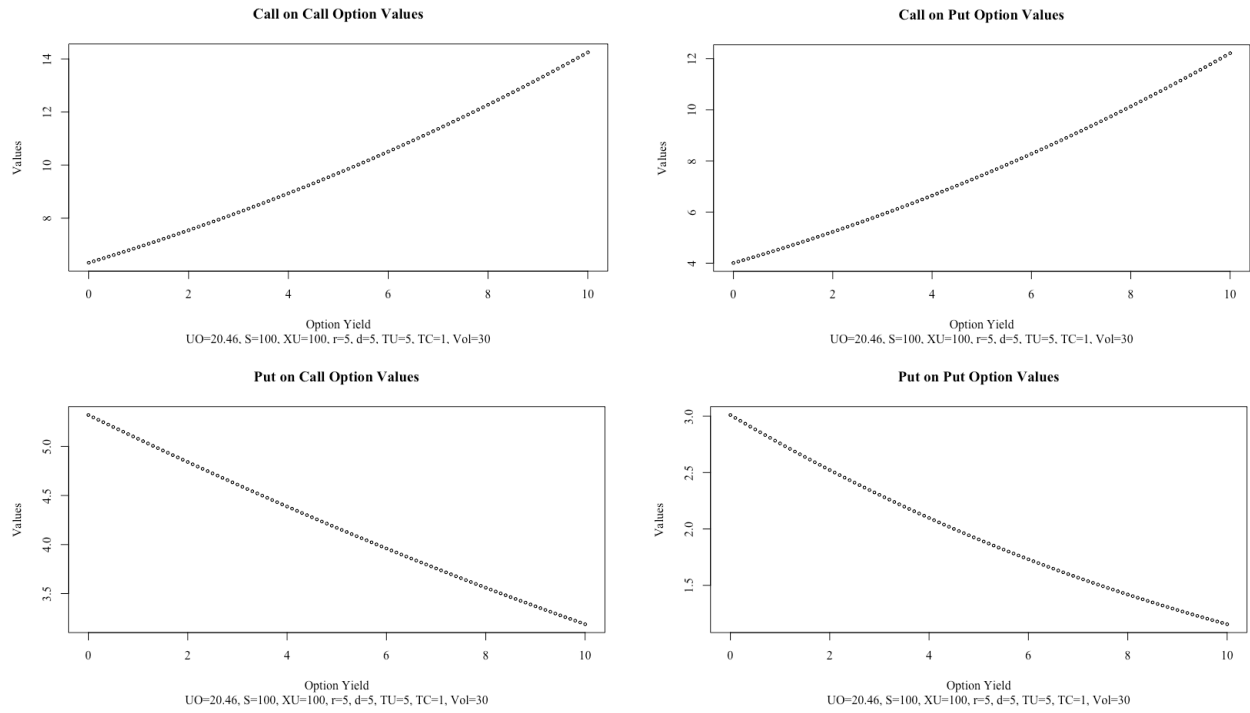 Call on Call Option Values
Values
8
10
12
14
0 2 4 6 8 10
Option Yield
UO=20.46, S=100, XU=100, r=5, d=5, TU=5, TC=1, Vol=30
Call on Put Option Values
Values
4
6
8
10
12
0 2 4 6 8 10
Option Yield
UO=20.46, S=100, XU=100, r=5, d=5, TU=5, TC=1, Vol=30
Put on Call Option Values
Values
3.5
4.0
4.5
5.0
0 2 4 6 8 10
Option Yield
UO=20.46, S=100, XU=100, r=5, d=5, TU=5, TC=1, Vol=30
Put on Put Option Values
Values
1.5
2.0
2.5
3.0
0 2 4 6 8 10
Option Yield
UO=20.46, S=100, XU=100, r=5, d=5, TU=5, TC=1, Vol=30